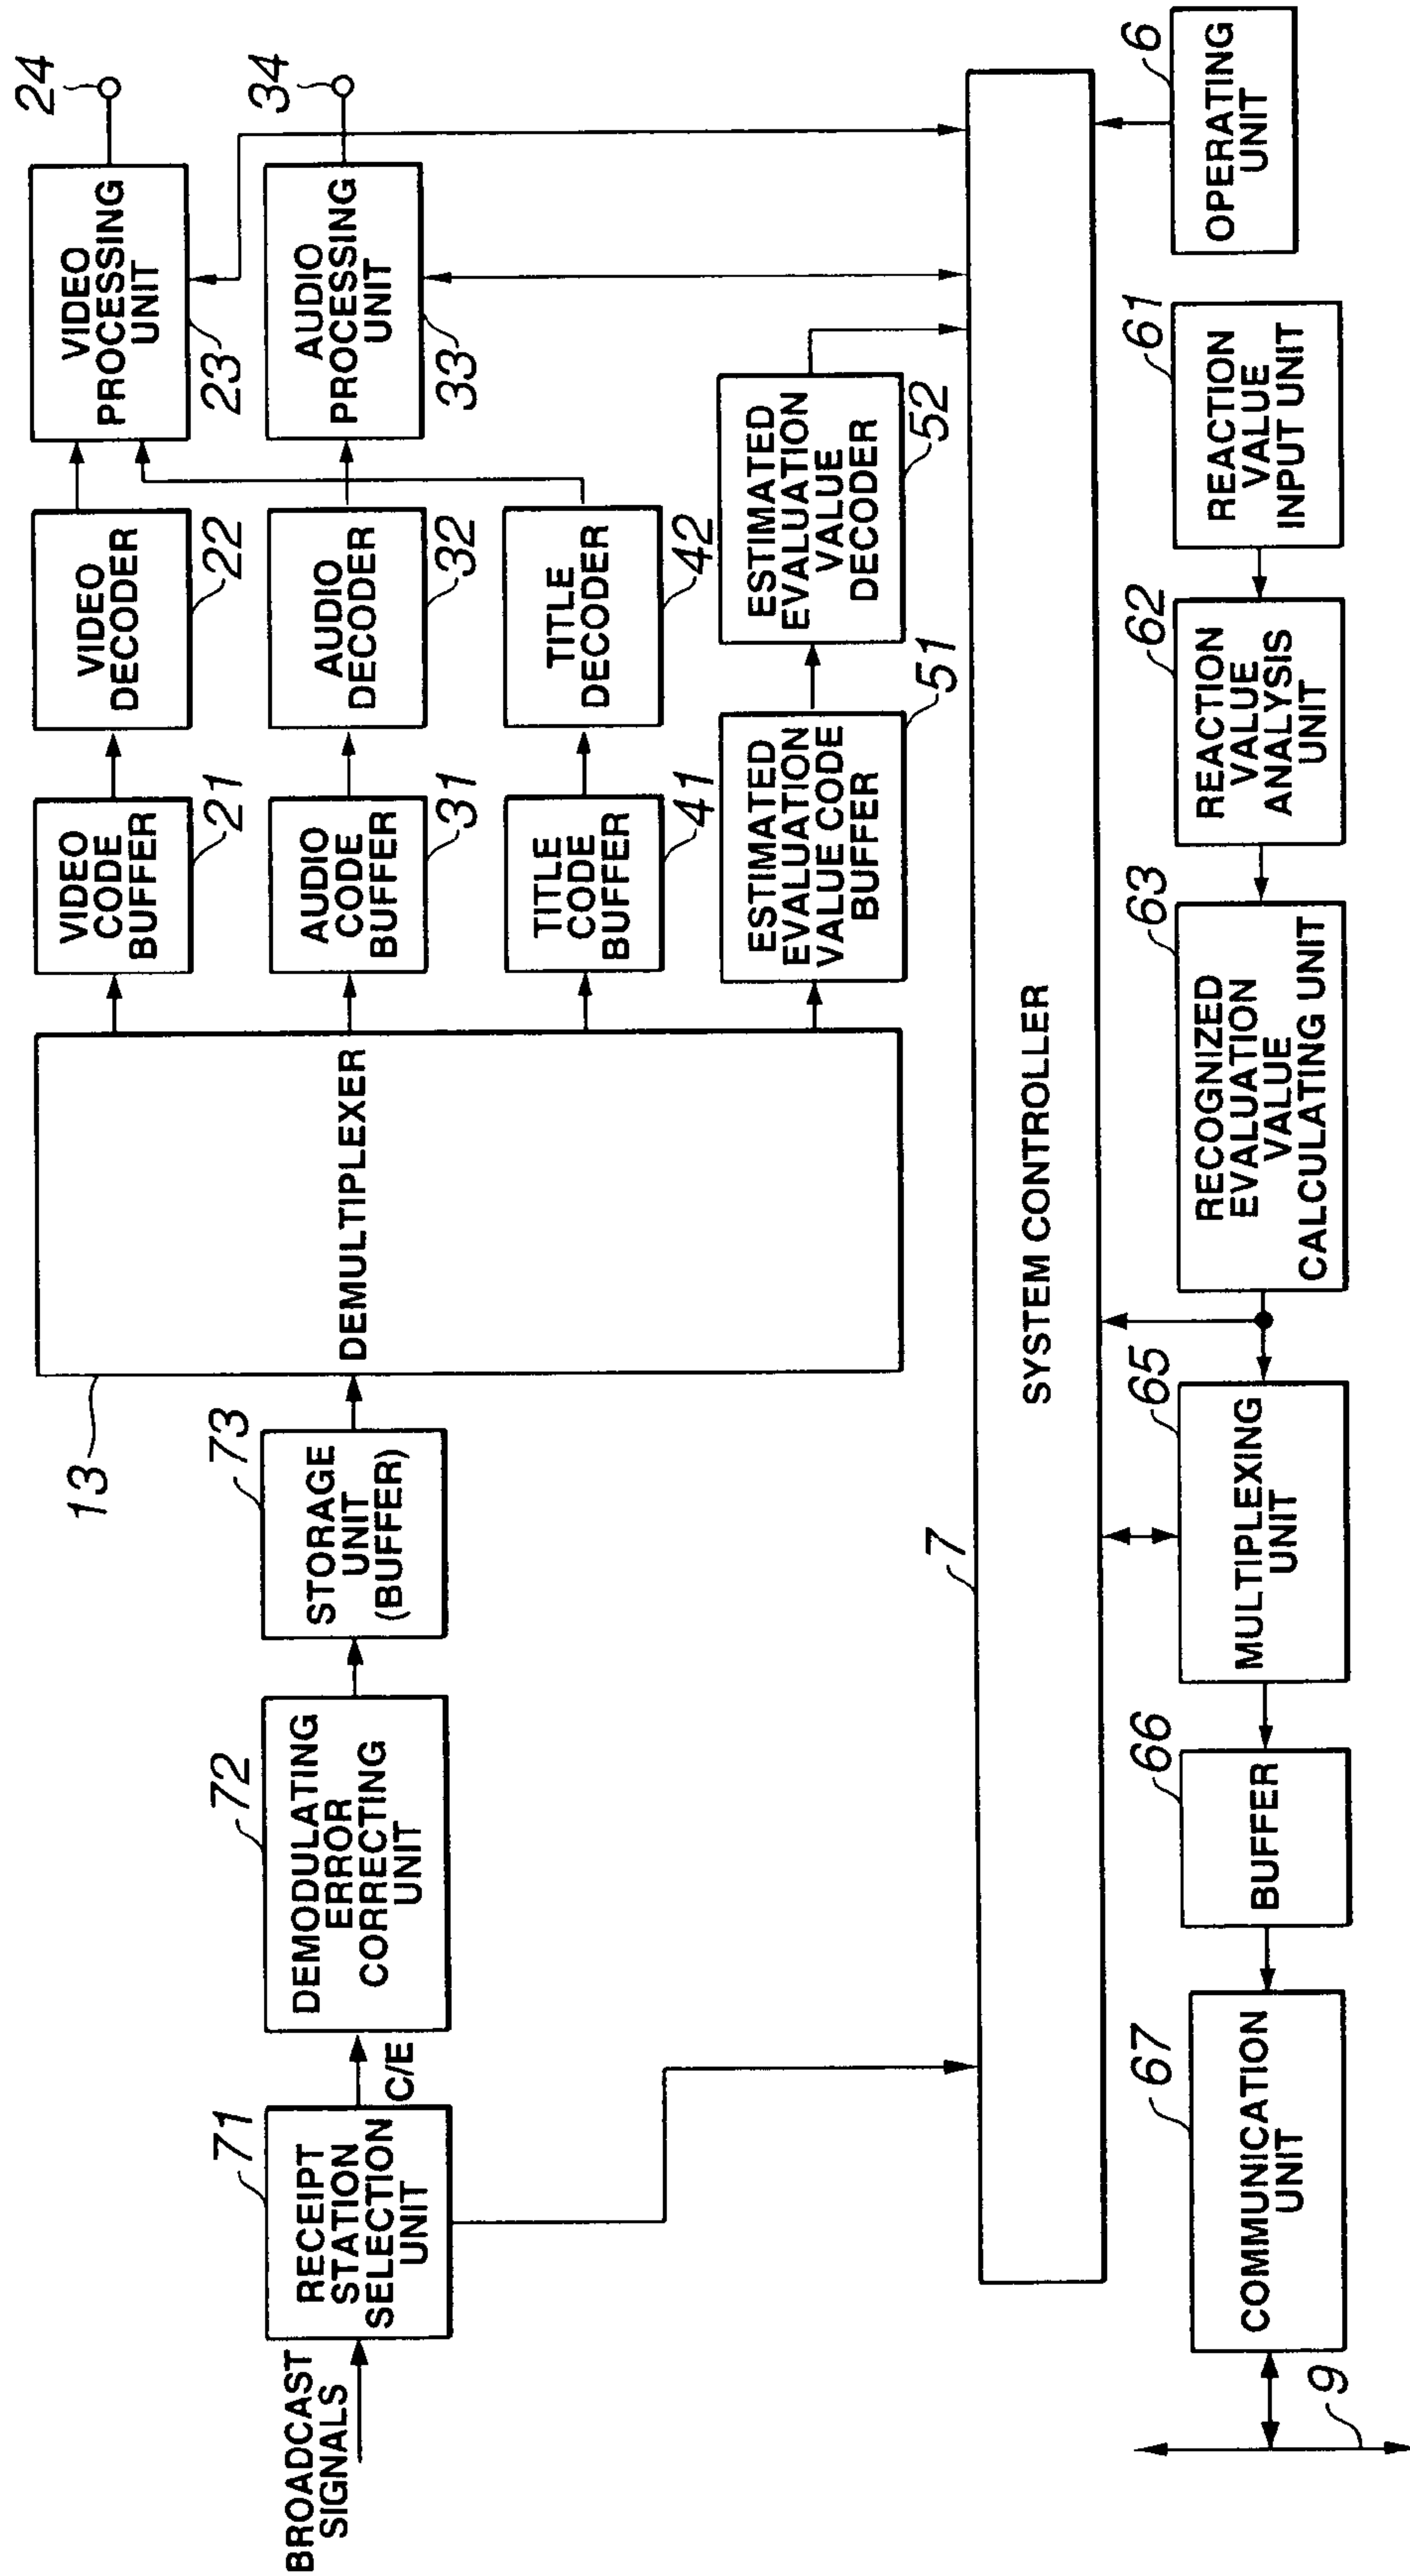 BROADCAST
SIGNALS
71
RECEIPT
STATION
SELECTION
UNIT
C/E
72
DEMODULATING
ERROR
CORRECTING
UNIT
73
STORAGE
UNIT
(BUFFER)
13
DEMULTIPLEXER
VIDEO
CODE
BUFFER
21
VIDEO
DECODER
22
VIDEO
PROCESSING
UNIT
23
24
AUDIO
CODE
BUFFER
31
AUDIO
DECODER
32
AUDIO
PROCESSING
UNIT
33
34
TITLE
CODE
BUFFER
41
TITLE
DECODER
42
ESTIMATED
EVALUATION
VALUE CODE
BUFFER
51
ESTIMATED
EVALUATION
VALUE
DECODER
52
7
SYSTEM CONTROLLER
9
67
COMMUNICATION
UNIT
66
BUFFER
65
MULTIPLEXING
UNIT
63
RECOGNIZED
EVALUATION
VALUE
CALCULATING UNIT
62
REACTION
VALUE
ANALYSIS
UNIT
61
REACTION
VALUE
INPUT UNIT
6
OPERATING
UNIT